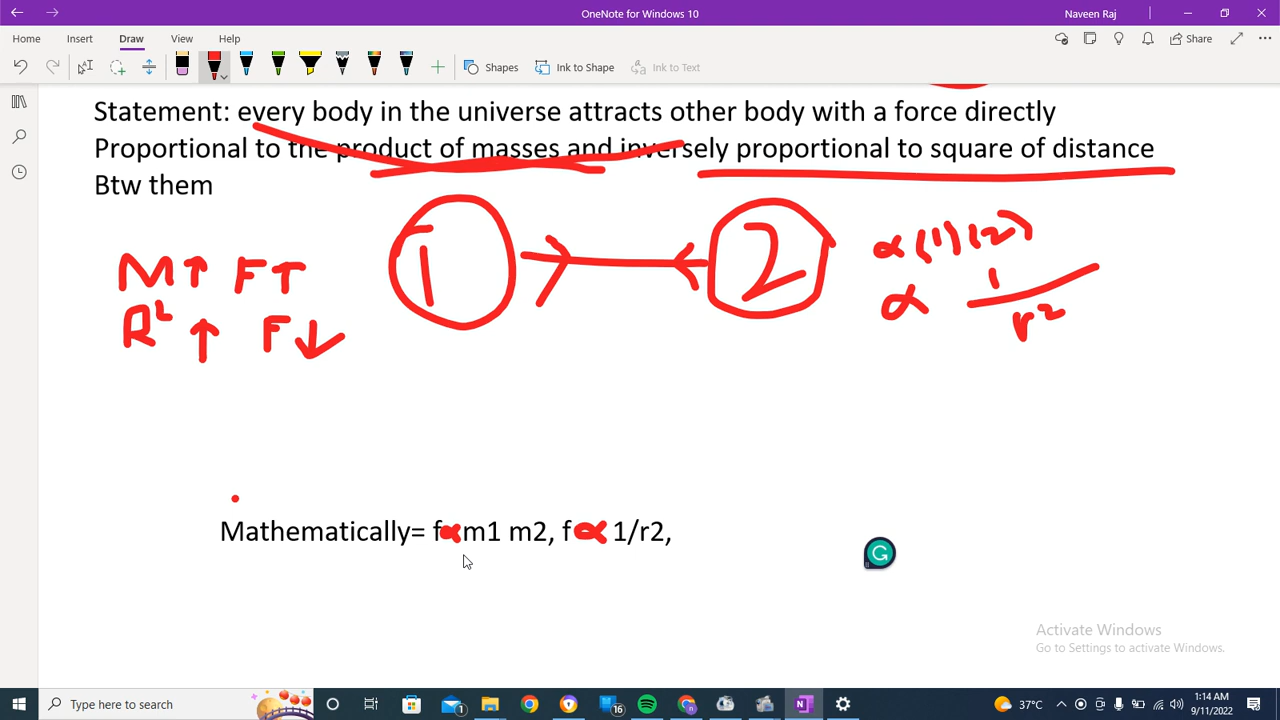 OneNote for Windows 10
Naveen Raj
Home Insert Draw View Help
Share
Shapes Ink to Shape Ink to Text
Statement: every body in the universe attracts other body with a force directly
Proportional to the product of masses and inversely proportional to square of distance
Btw them
1 2
α (1) (2)
M↑ F↑
α 1/r²
R² ↑ F↓
Mathematically= f∝m1 m2, f∝ 1/r2,
Activate Windows
Go to Settings to activate Windows.
Type here to search
1
16
37°C
1:14 AM
9/11/2022